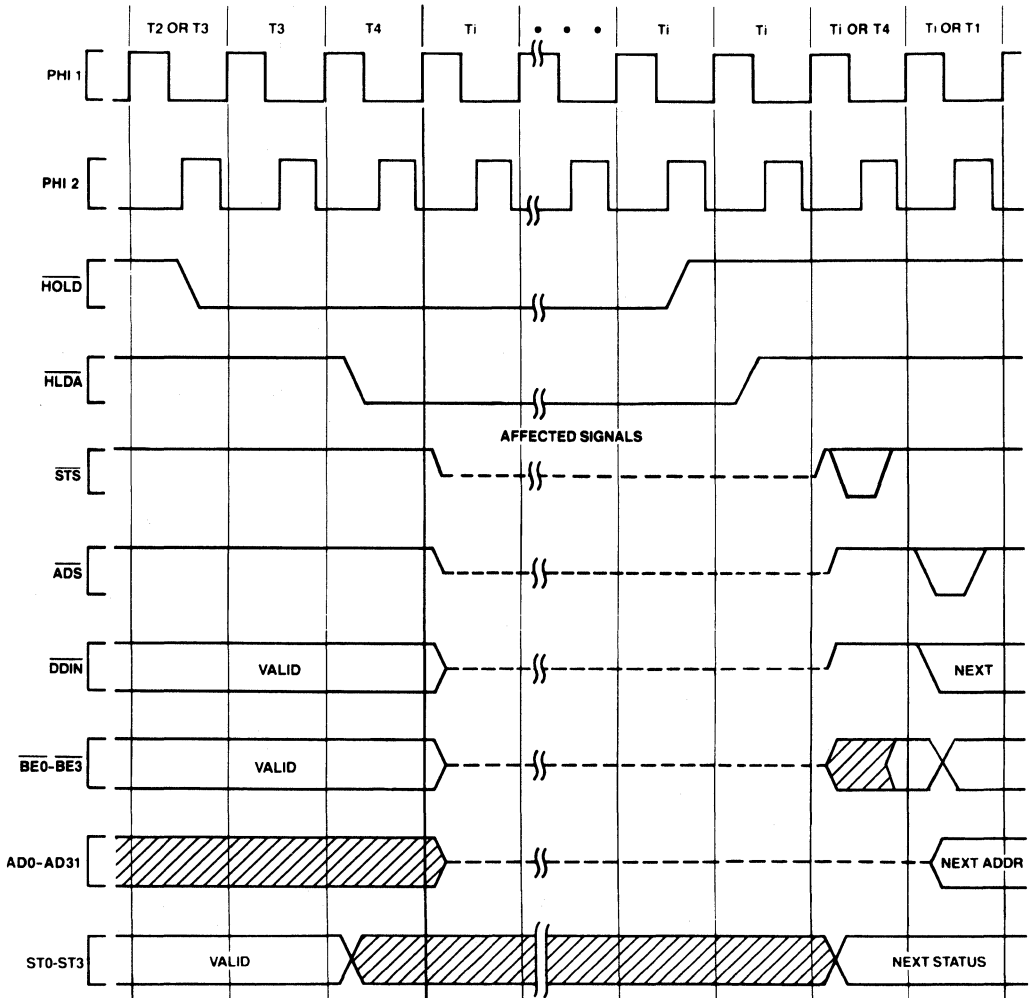 T2 OR T3 T3 T4 Ti • • • Ti Ti Ti OR T4 Ti OR T1
PHI 1
PHI 2
HOLD
HLDA
AFFECTED SIGNALS
STS
ADS
DDIN VALID NEXT
BE0-BE3 VALID
AD0-AD31 NEXT ADDR
ST0-ST3 VALID NEXT STATUS